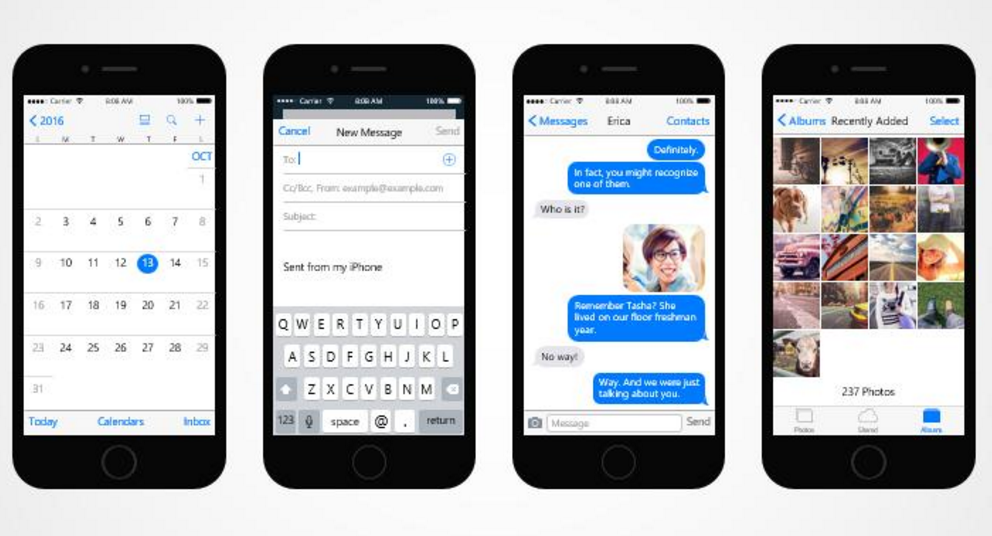 Carrier 8:08 AM 100%
2016
L M T W T F L
OCT
1
2 3 4 5 6 7 8
9 10 11 12 13 14 15
16 17 18 19 20 21 22
23 24 25 26 27 28 29
31
Today Calendars Inbox
Carrier 8:08 AM 100%
Cancel New Message Send
To:
Cc/Bcc, From: example@example.com
Subject:
Sent from my iPhone
Q W E R T Y U I O P
A S D F G H J K L
Z X C V B N M
123 space @ . return
Carrier 8:08 AM 100%
Messages Erica Contacts
Definitely.
In fact, you might recognize
one of them.
Who is it?
Remember Tasha? She
lived on our floor freshman
year.
No way!
Way. And we were just
talking about you.
Message Send
Carrier 8:08 AM 100%
Albums Recently Added Select
237 Photos
Photos Shared Albums